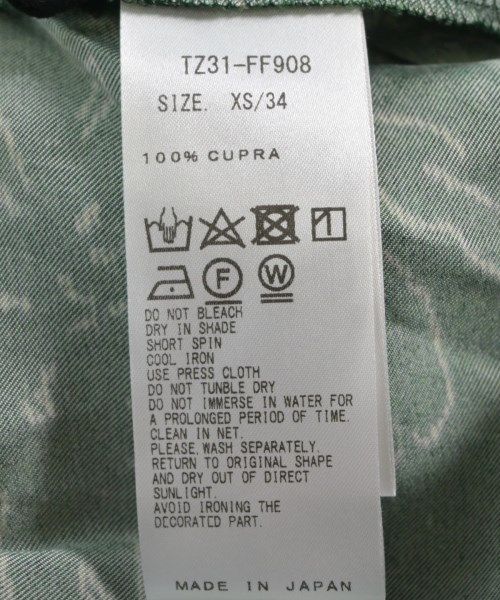 TZ31-FF908
SIZE. XS/34
100% CUPRA
F W
DO NOT BLEACH
DRY IN SHADE
SHORT SPIN
COOL IRON
USE PRESS CLOTH
DO NOT TUNBLE DRY
DO NOT IMMERSE IN WATER FOR
A PROLONGED PERIOD OF TIME.
CLEAN IN NET.
PLEASE.WASH SEPARATELY.
RETURN TO ORIGINAL SHAPE
AND DRY OUT OF DIRECT
SUNLIGHT.
AVOID IRONING THE
DECORATED PART.
MADE IN JAPAN